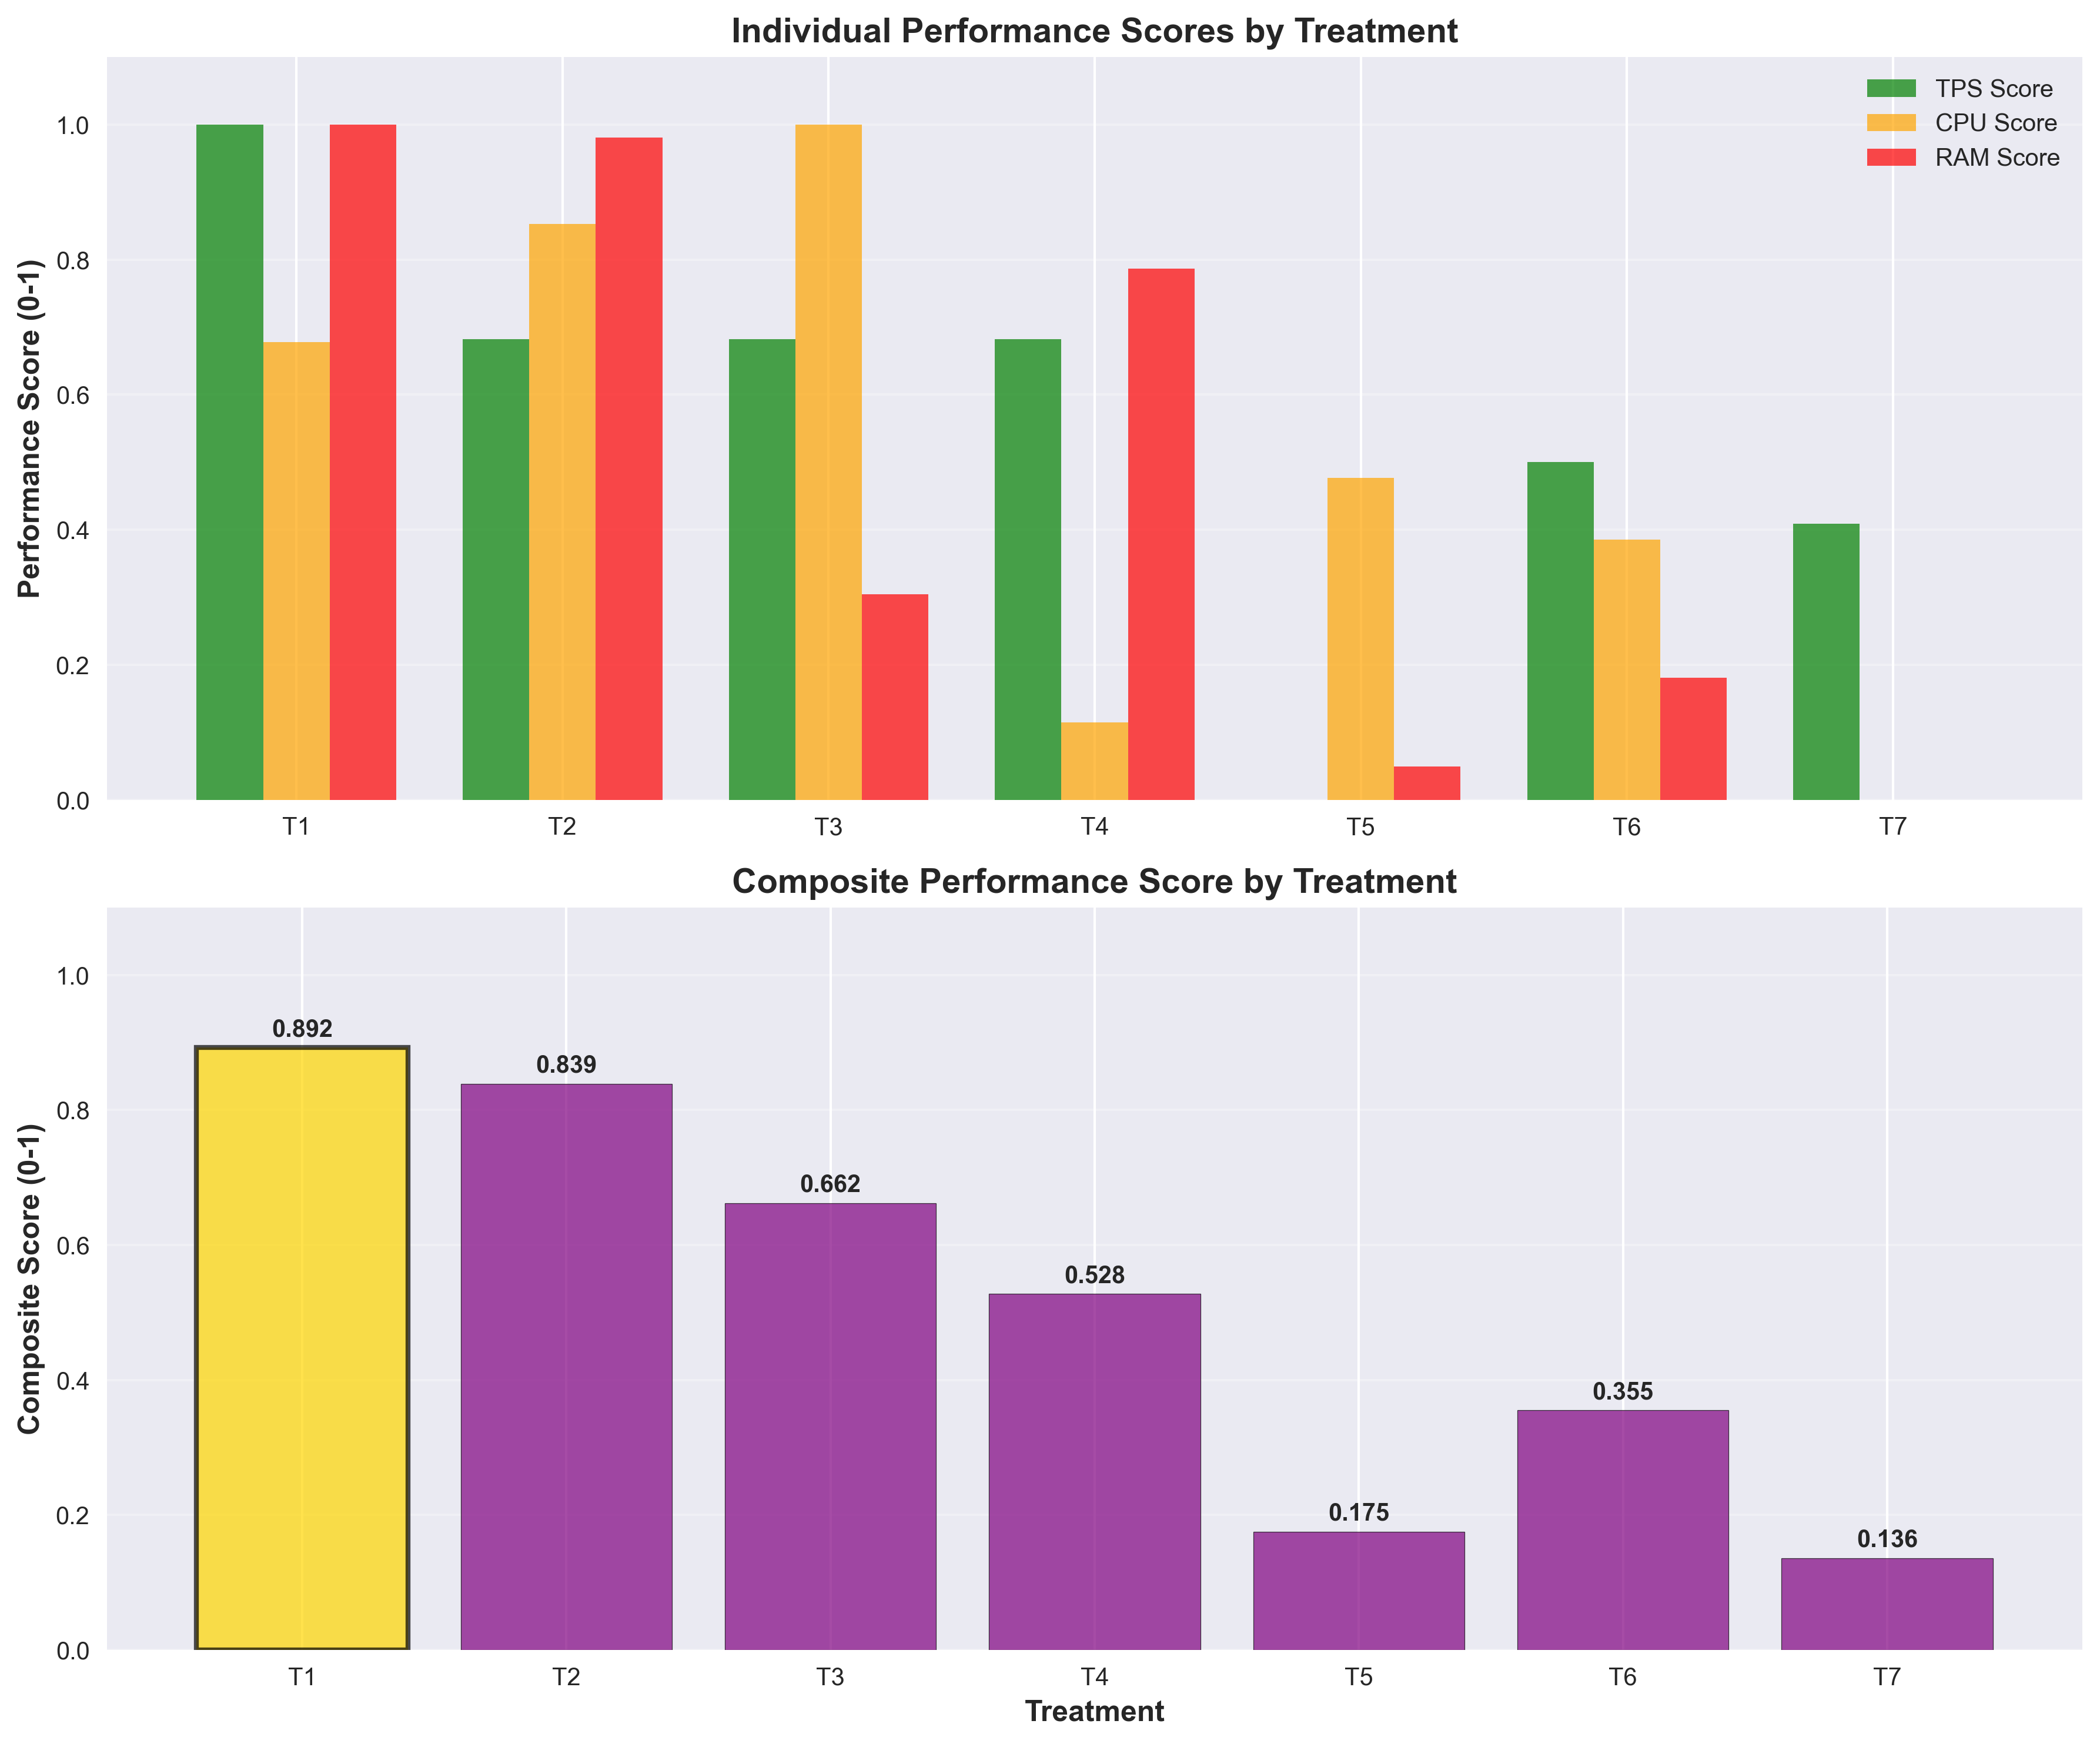 Individual Performance Scores by Treatment
TPS Score
CPU Score
RAM Score
Performance Score (0-1)
1.0
0.8
0.6
0.4
0.2
0.0
T1 T2 T3 T4 T5 T6 T7
Composite Performance Score by Treatment
Composite Score (0-1)
1.0
0.8
0.6
0.4
0.2
0.0
0.892
0.839
0.662
0.528
0.175
0.355
0.136
T1 T2 T3 T4 T5 T6 T7
Treatment